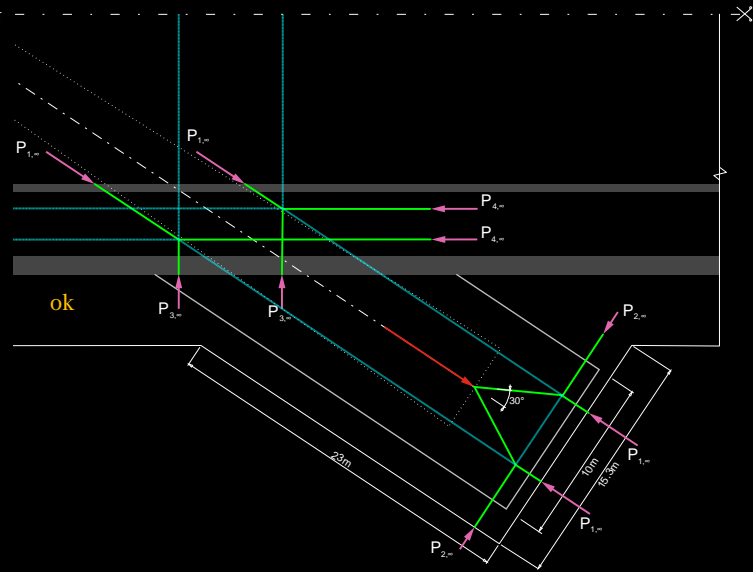 P1,∞
P1,∞
P4,∞
P4,∞
ok
P3,∞
P3,∞
P2,∞
30°
P1,∞
23m
10m
15.3m
P1,∞
P2,∞